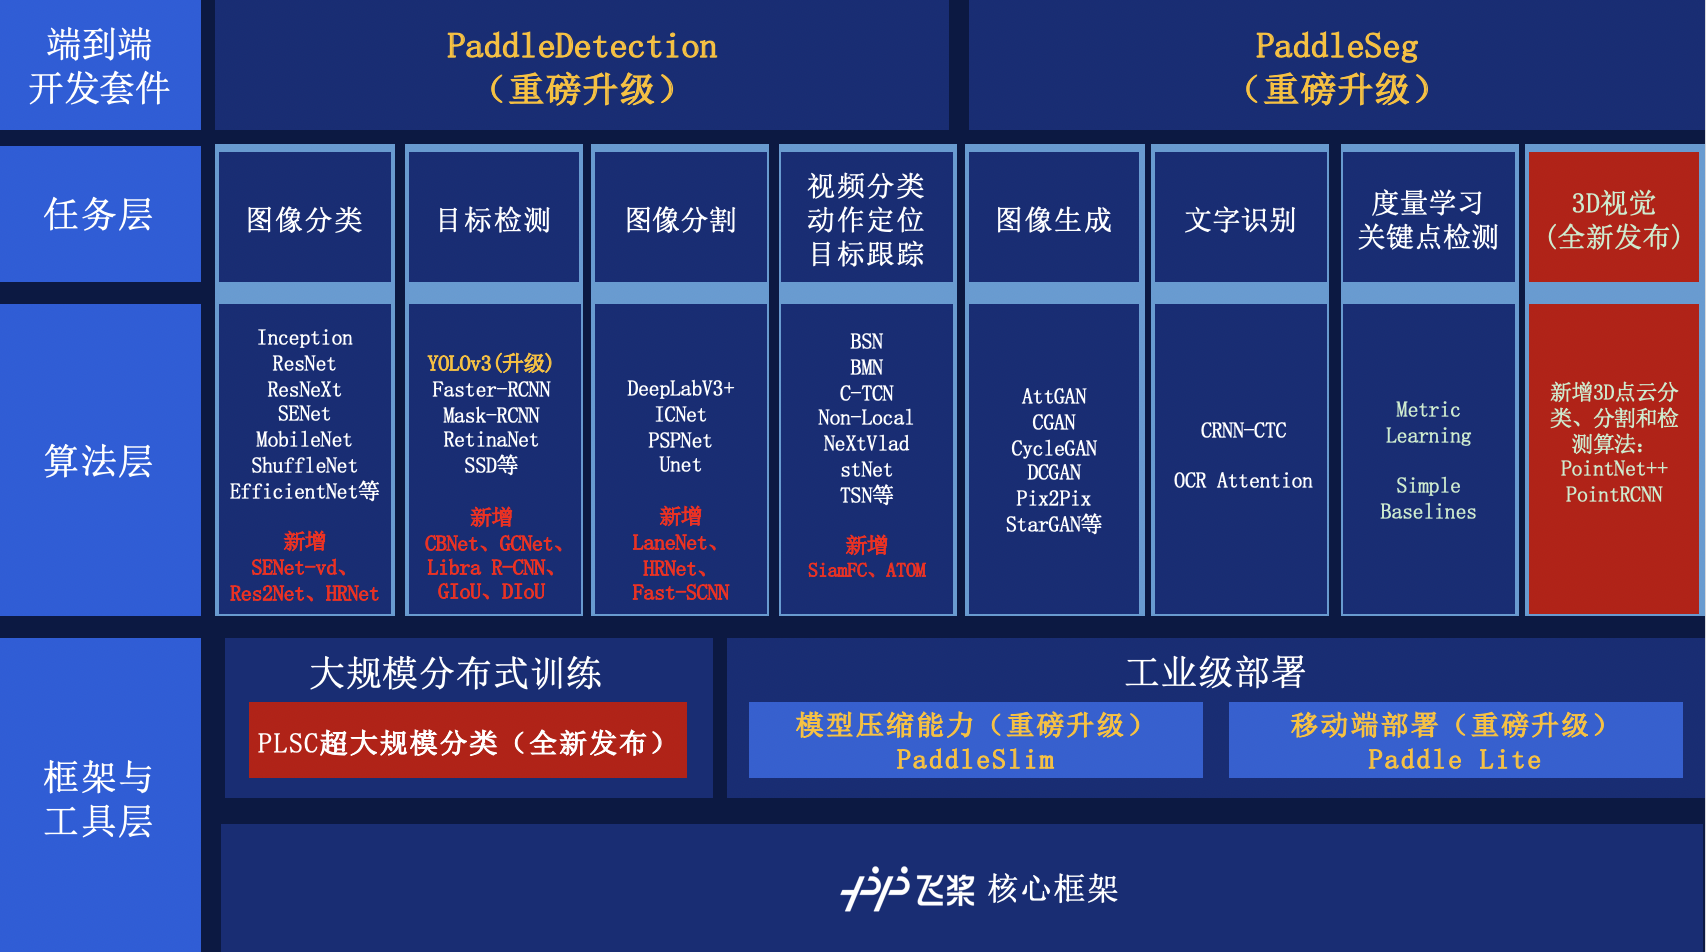 端到端
开发套件
PaddleDetection
（重磅升级）
PaddleSeg
（重磅升级）
任务层
图像分类
目标检测
图像分割
视频分类
动作定位
目标跟踪
图像生成
文字识别
度量学习
关键点检测
3D视觉
(全新发布)
算法层
Inception
ResNet
ResNeXt
SENet
MobileNet
ShuffleNet
EfficientNet等
新增
SENet-vd、
Res2Net、HRNet
YOLOv3(升级)
Faster-RCNN
Mask-RCNN
RetinaNet
SSD等
新增
CBNet、GCNet、
Libra R-CNN、
GIoU、DIoU
DeepLabV3+
ICNet
PSPNet
Unet
新增
LaneNet、
HRNet、
Fast-SCNN
BSN
BMN
C-TCN
Non-Local
NeXtVlad
stNet
TSN等
新增
SiamFC、ATOM
AttGAN
CGAN
CycleGAN
DCGAN
Pix2Pix
StarGAN等
CRNN-CTC
OCR Attention
Metric
Learning
Simple
Baselines
新增3D点云分
类、分割和检
测算法:
PointNet++
PointRCNN
框架与
工具层
大规模分布式训练
PLSC超大规模分类（全新发布）
工业级部署
模型压缩能力（重磅升级）
PaddleSlim
移动端部署（重磅升级）
Paddle Lite
飞桨 核心框架